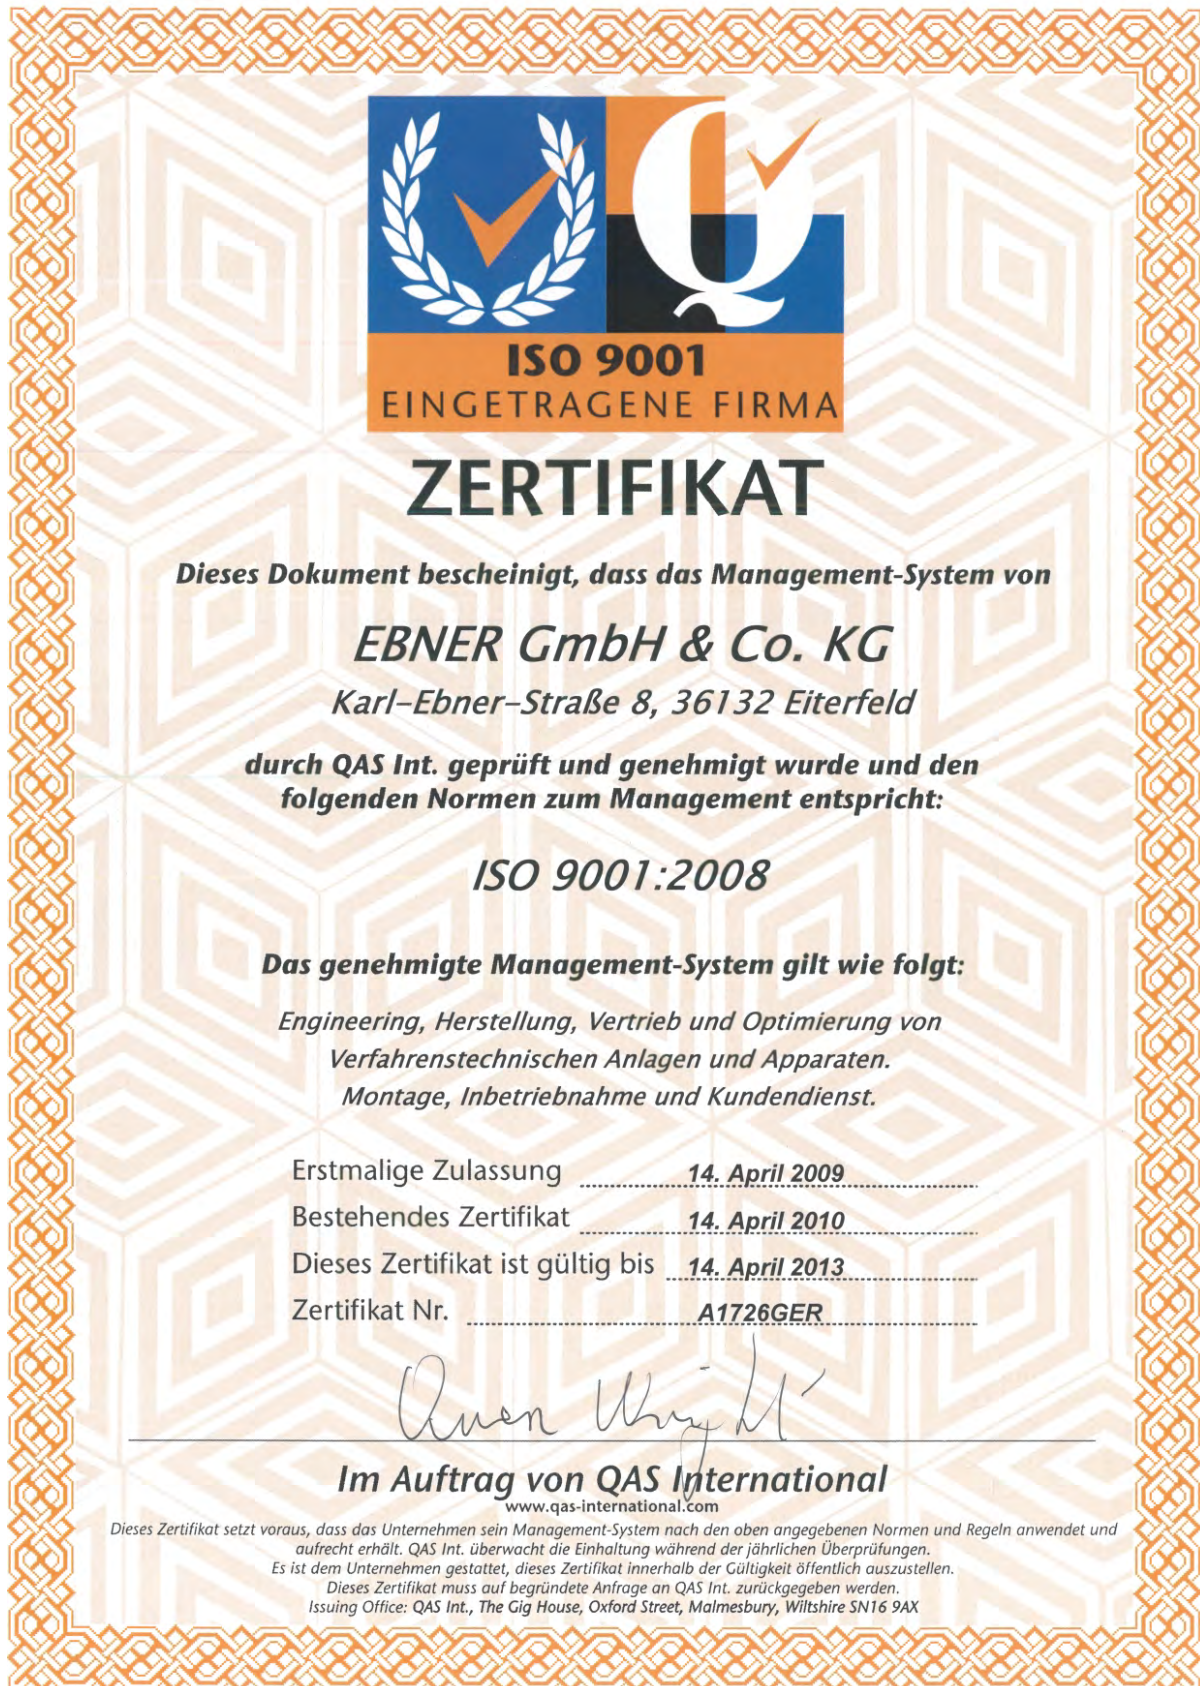 ISO 9001
EINGETRAGENE FIRMA
ZERTIFIKAT
Dieses Dokument bescheinigt, dass das Management-System von
EBNER GmbH & Co. KG
Karl-Ebner-Straße 8, 36132 Eiterfeld
durch QAS Int. geprüft und genehmigt wurde und den
folgenden Normen zum Management entspricht:
ISO 9001:2008
Das genehmigte Management-System gilt wie folgt:
Engineering, Herstellung, Vertrieb und Optimierung von
Verfahrenstechnischen Anlagen und Apparaten.
Montage, Inbetriebnahme und Kundendienst.
Erstmalige Zulassung 14. April 2009
Bestehendes Zertifikat 14. April 2010
Dieses Zertifikat ist gültig bis 14. April 2013
Zertifikat Nr. A1726GER
Im Auftrag von QAS International
www.qas-international.com
Dieses Zertifikat setzt voraus, dass das Unternehmen sein Management-System nach den oben angegebenen Normen und Regeln anwendet und
aufrecht erhält. QAS Int. überwacht die Einhaltung während der jährlichen Überprüfungen.
Es ist dem Unternehmen gestattet, dieses Zertifikat innerhalb der Gültigkeit öffentlich auszustellen.
Dieses Zertifikat muss auf begründete Anfrage an QAS Int. zurückgegeben werden.
Issuing Office: QAS Int., The Gig House, Oxford Street, Malmesbury, Wiltshire SN16 9AX